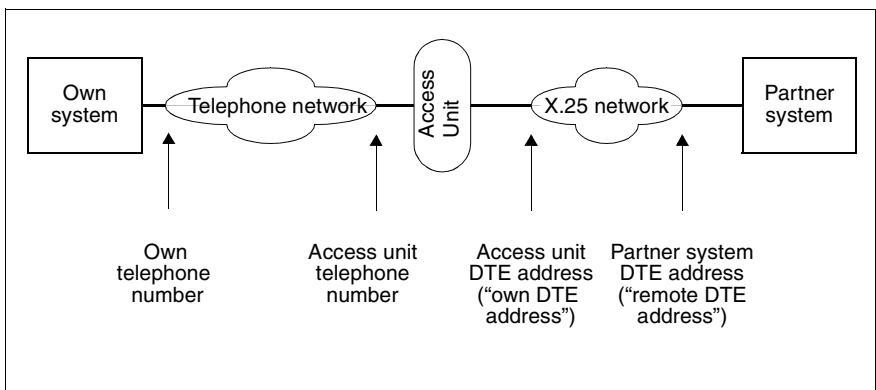 Own
system
Telephone network
Access
Unit
X.25 network
Partner
system
Own
telephone
number
Access unit
telephone
number
Access unit
DTE address
(“own DTE
address”)
Partner system
DTE address
(“remote DTE
address”)